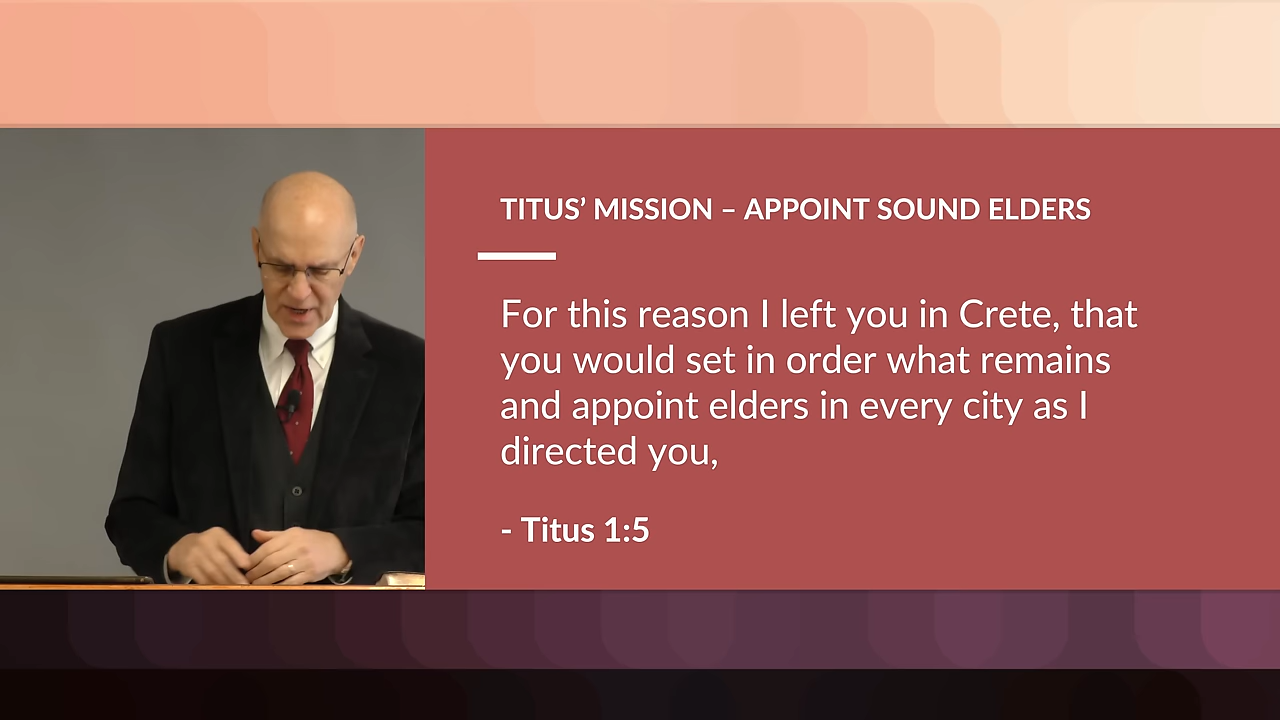 TITUS’ MISSION – APPOINT SOUND ELDERS
For this reason I left you in Crete, that
you would set in order what remains
and appoint elders in every city as I
directed you,
- Titus 1:5